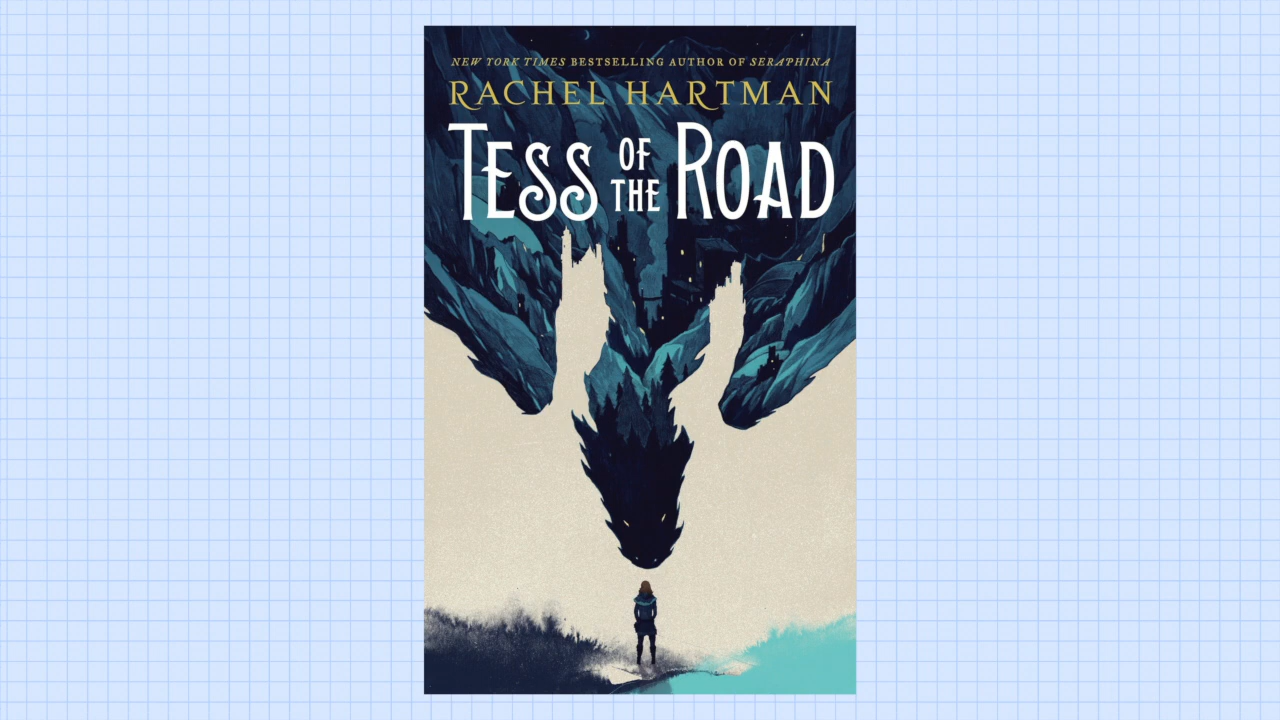 NEW YORK TIMES BESTSELLING AUTHOR OF SERAPHINA
RACHEL HARTMAN
TESS OF THE ROAD